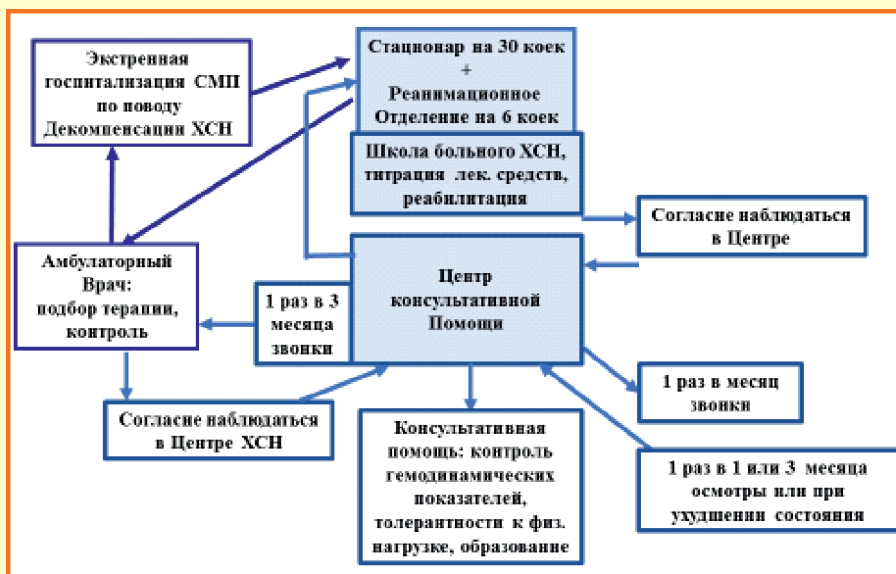 Экстренная
госпитализация СМП
по поводу
Декомпенсации ХСН
Стационар на 30 коек
+
Реанимационное
Отделение на 6 коек
Школа больного ХСН,
титрация лек. средств,
реабилитация
Согласие наблюдаться
в Центре
Амбулаторный
Врач:
подбор терапии,
контроль
1 раз в 3
месяца
звонки
Центр
консультативной
Помощи
1 раз в месяц
звонки
Согласие наблюдаться
в Центре ХСН
Консультативная
помощь: контроль
гемодинамических
показателей,
толерантности к физ.
нагрузке, образование
1 раз в 1 или 3 месяца
осмотры или при
ухудшении состояния